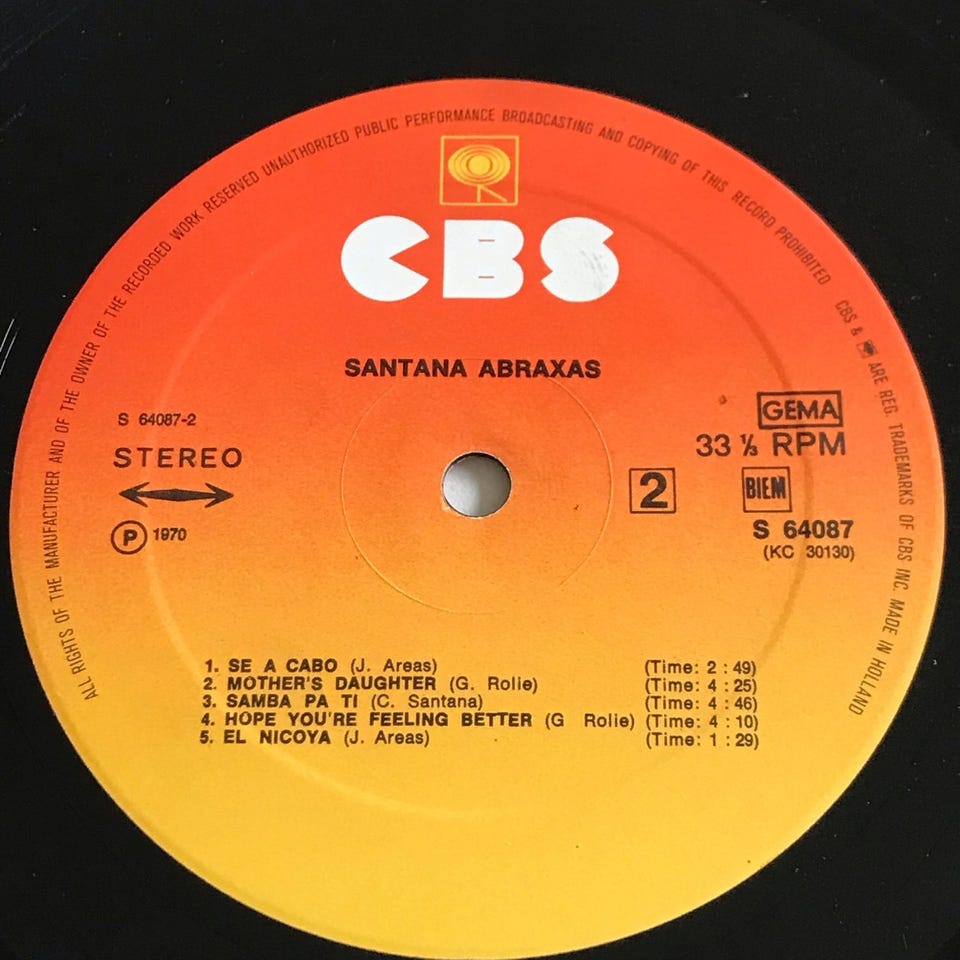 ALL RIGHTS OF THE MANUFACTURER AND OF THE OWNER OF THE RECORDED WORK RESERVED UNAUTHORIZED PUBLIC PERFORMANCE BROADCASTING AND COPYING OF THIS RECORD PROHIBITED CBS & ARE REG. TRADEMARKS OF CBS INC. MADE IN HOLLAND
CBS
SANTANA ABRAXAS
S 64087-2
STEREO
Ⓟ 1970
GEMA
33 ⅓ RPM
2 BIEM
S 64087
(KC 30130)
1. SE A CABO (J. Areas) (Time: 2 : 49)
2. MOTHER'S DAUGHTER (G. Rolie) (Time: 4 : 25)
3. SAMBA PA TI (C. Santana) (Time: 4 : 46)
4. HOPE YOU'RE FEELING BETTER (G Rolie) (Time: 4 : 10)
5. EL NICOYA (J. Areas) (Time: 1 : 29)